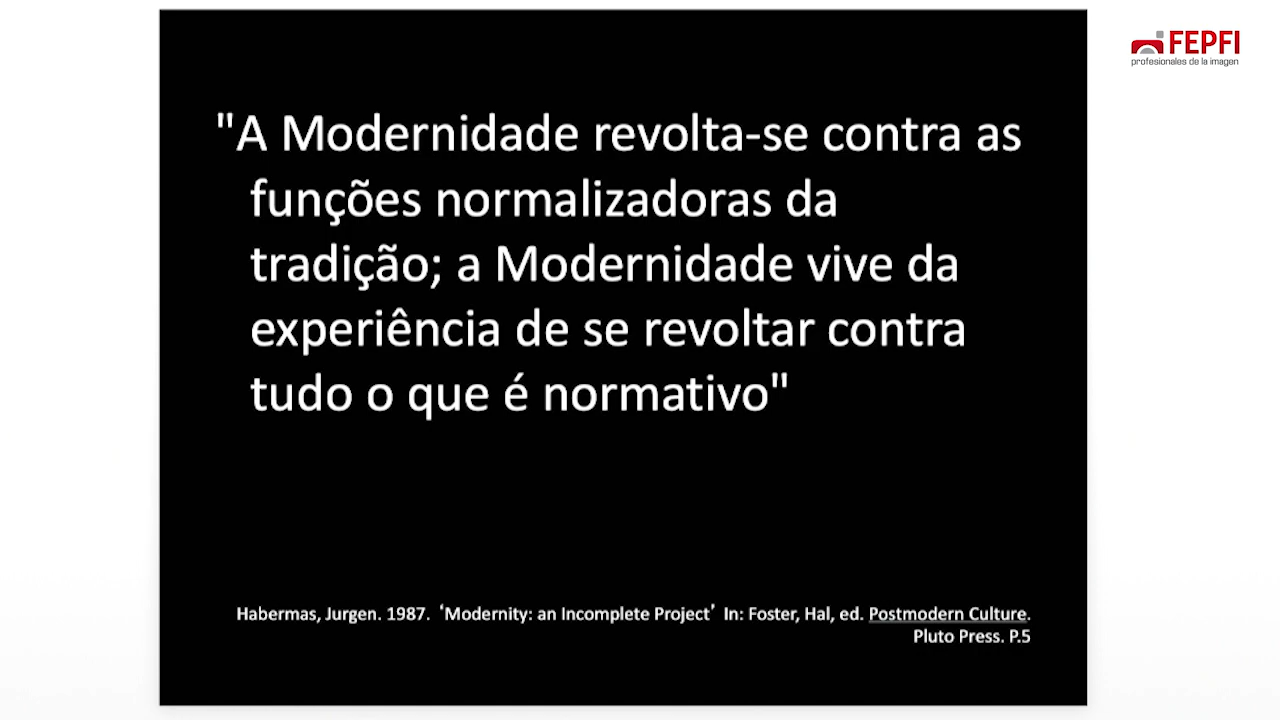 FEPFI
profesionales de la imagen
"A Modernidade revolta-se contra as
funções normalizadoras da
tradição; a Modernidade vive da
experiência de se revoltar contra
tudo o que é normativo"
Habermas, Jurgen. 1987. ‘Modernity: an Incomplete Project’ In: Foster, Hal, ed. Postmodern Culture.
Pluto Press. P.5